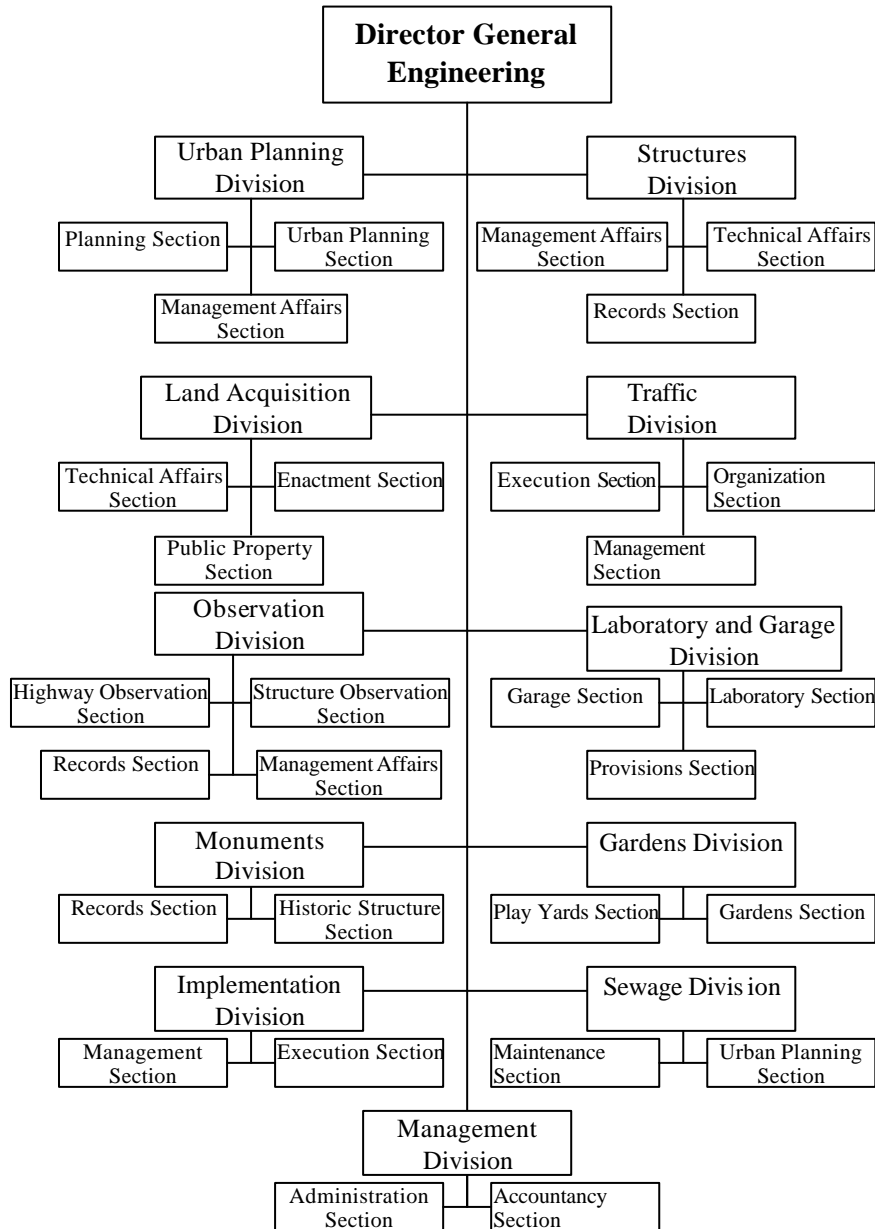 Director General
Engineering
Urban Planning
Division
Structures
Division
Planning Section
Urban Planning
Section
Management Affairs
Section
Technical Affairs
Section
Management Affairs
Section
Records Section
Land Acquisition
Division
Traffic
Division
Technical Affairs
Section
Enactment Section
Execution Section
Organization
Section
Public Property
Section
Management
Section
Observation
Division
Laboratory and Garage
Division
Highway Observation
Section
Structure Observation
Section
Garage Section
Laboratory Section
Records Section
Management Affairs
Section
Provisions Section
Monuments
Division
Gardens Division
Records Section
Historic Structure
Section
Play Yards Section
Gardens Section
Implementation
Division
Sewage Division
Management
Section
Execution Section
Maintenance
Section
Urban Planning
Section
Management
Division
Administration
Section
Accountancy
Section